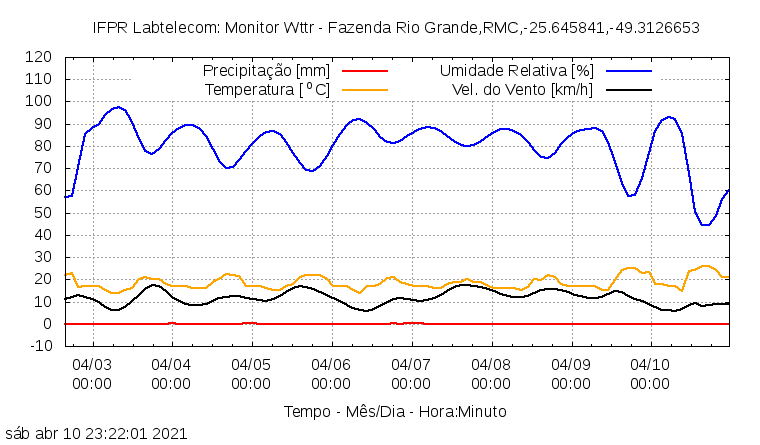 IFPR Labtelecom: Monitor Wttr - Fazenda Rio Grande,RMC,-25.645841,-49.3126653
Precipitação [mm]
Temperatura [⁰C]
Umidade Relativa [%]
Vel. do Vento [km/h]
120
110
100
90
80
70
60
50
40
30
20
10
0
-10
04/03 04/04 04/05 04/06 04/07 04/08 04/09 04/10
00:00 00:00 00:00 00:00 00:00 00:00 00:00 00:00
Tempo - Mês/Dia - Hora:Minuto
sáb abr 10 23:22:01 2021